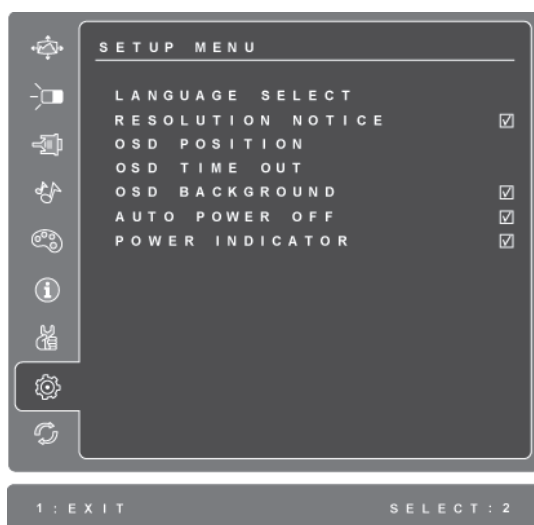 SETUP MENU
LANGUAGE SELECT
RESOLUTION NOTICE
OSD POSITION
OSD TIME OUT
OSD BACKGROUND
AUTO POWER OFF
POWER INDICATOR
1:EXIT SELECT:2